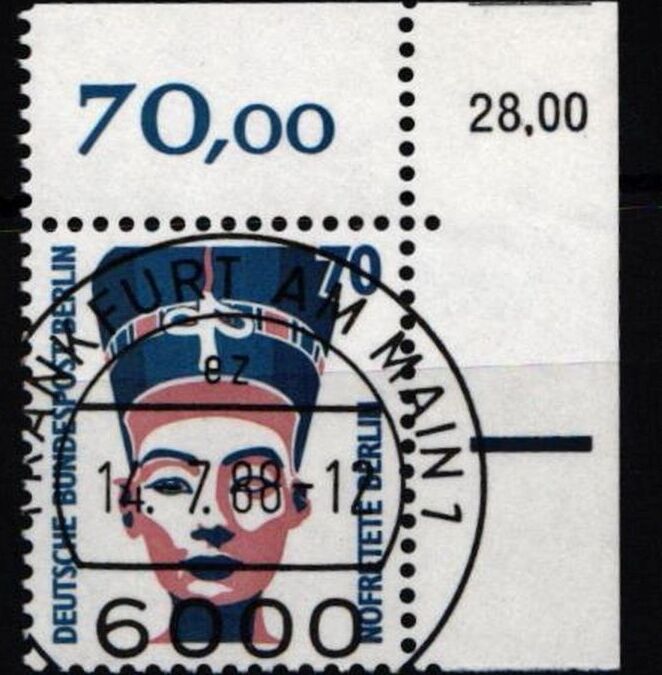 70,00
28,00
70
DEUTSCHE BUNDESPOST BERLIN
NOFRETETE BERLIN
FRANKFURT AM MAIN 1
ez
14. 7.88-12
6000